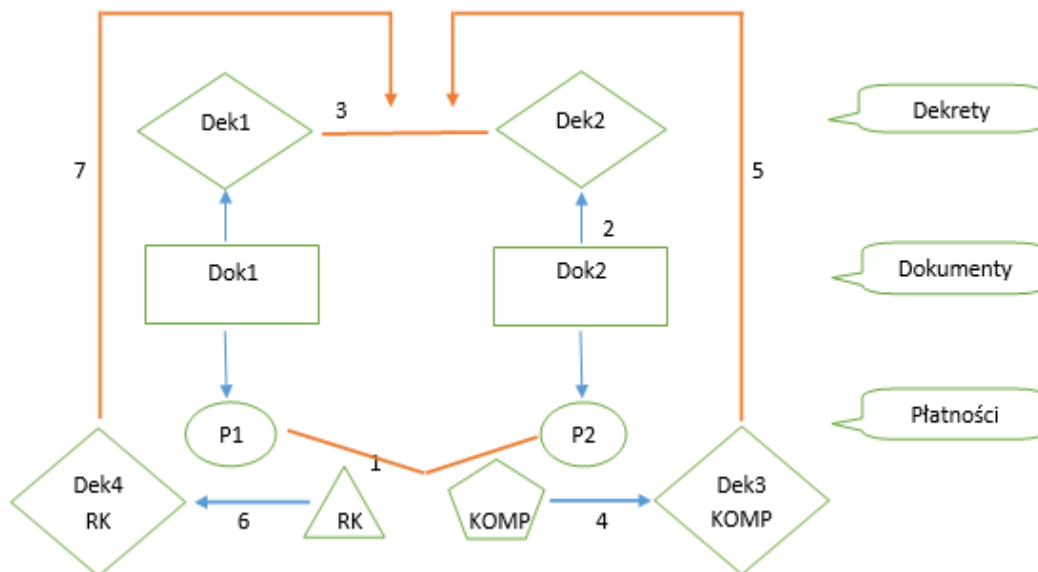 Dek1
3
Dek2
Dekrety
7
5
2
Dok1
Dok2
Dokumenty
P1
P2
Płatności
1
Dek4
RK
6
RK
KOMP
4
Dek3
KOMP